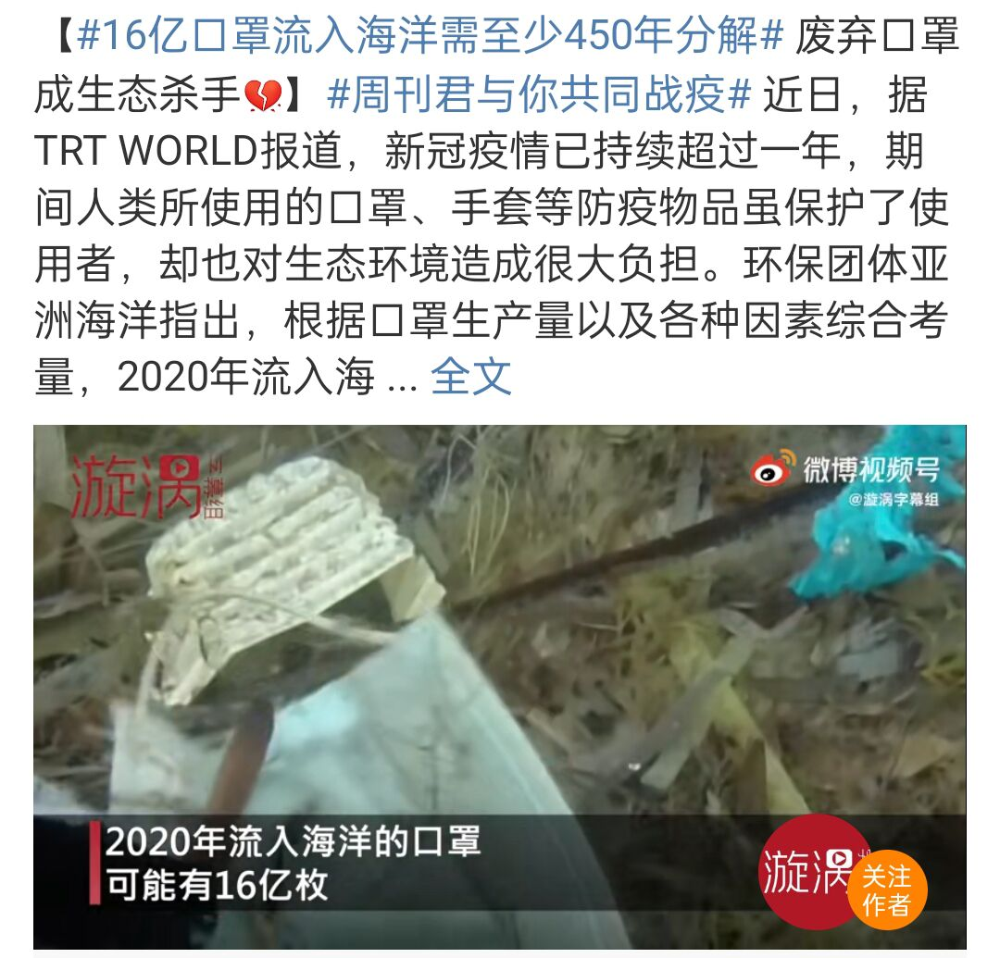 【#16亿口罩流入海洋需至少450年分解# 废弃口罩
成生态杀手💔】#周刊君与你共同战疫# 近日，据
TRT WORLD报道，新冠疫情已持续超过一年，期
间人类所使用的口罩、手套等防疫物品虽保护了使
用者，却也对生态环境造成很大负担。环保团体亚
洲海洋指出，根据口罩生产量以及各种因素综合考
量，2020年流入海 ... 全文
漩涡
微博视频号
@漩涡字幕组
2020年流入海洋的口罩
可能有16亿枚
漩涡
关注
作者